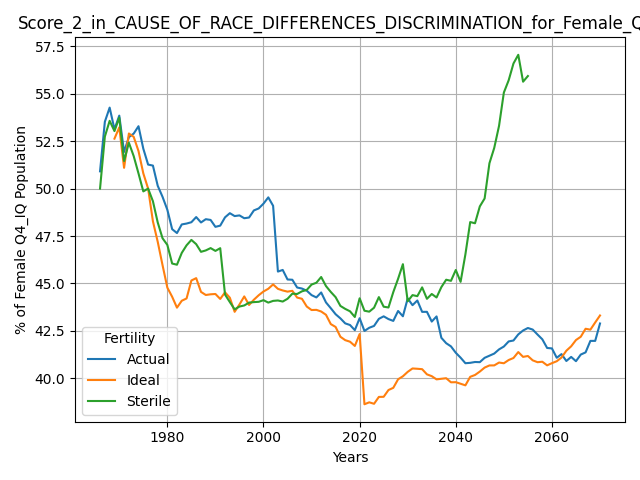 Score_2_in_CAUSE_OF_RACE_DIFFERENCES_DISCRIMINATION_for_Female_Q
57.5
55.0
52.5
50.0
47.5
45.0
42.5
40.0
% of Female Q4_IQ Population
Fertility
Actual
Ideal
Sterile
1980
2000
2020
2040
2060
Years